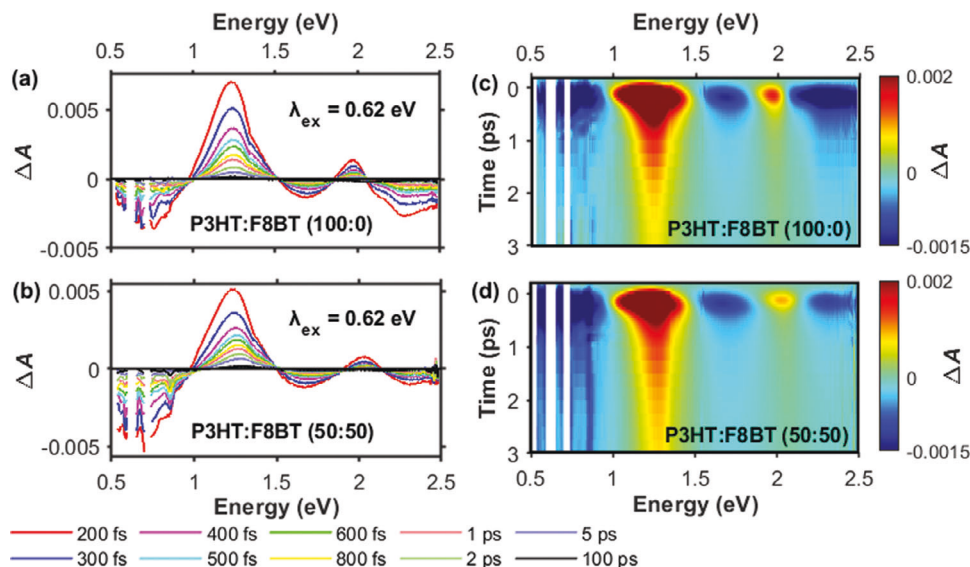 Energy (eV)
0.5 1 1.5 2 2.5
(a)
0.005
0
-0.005
ΔA
λex = 0.62 eV
P3HT:F8BT (100:0)
(b)
0.005
0
-0.005
ΔA
λex = 0.62 eV
P3HT:F8BT (50:50)
0.5 1 1.5 2 2.5
Energy (eV)
Energy (eV)
0.5 1 1.5 2 2.5
(c)
0
1
2
3
Time (ps)
P3HT:F8BT (100:0)
0.002
0
-0.0015
ΔA
(d)
0
1
2
3
Time (ps)
P3HT:F8BT (50:50)
0.002
0
-0.0015
ΔA
0.5 1 1.5 2 2.5
Energy (eV)
200 fs 400 fs 600 fs 1 ps 5 ps
300 fs 500 fs 800 fs 2 ps 100 ps